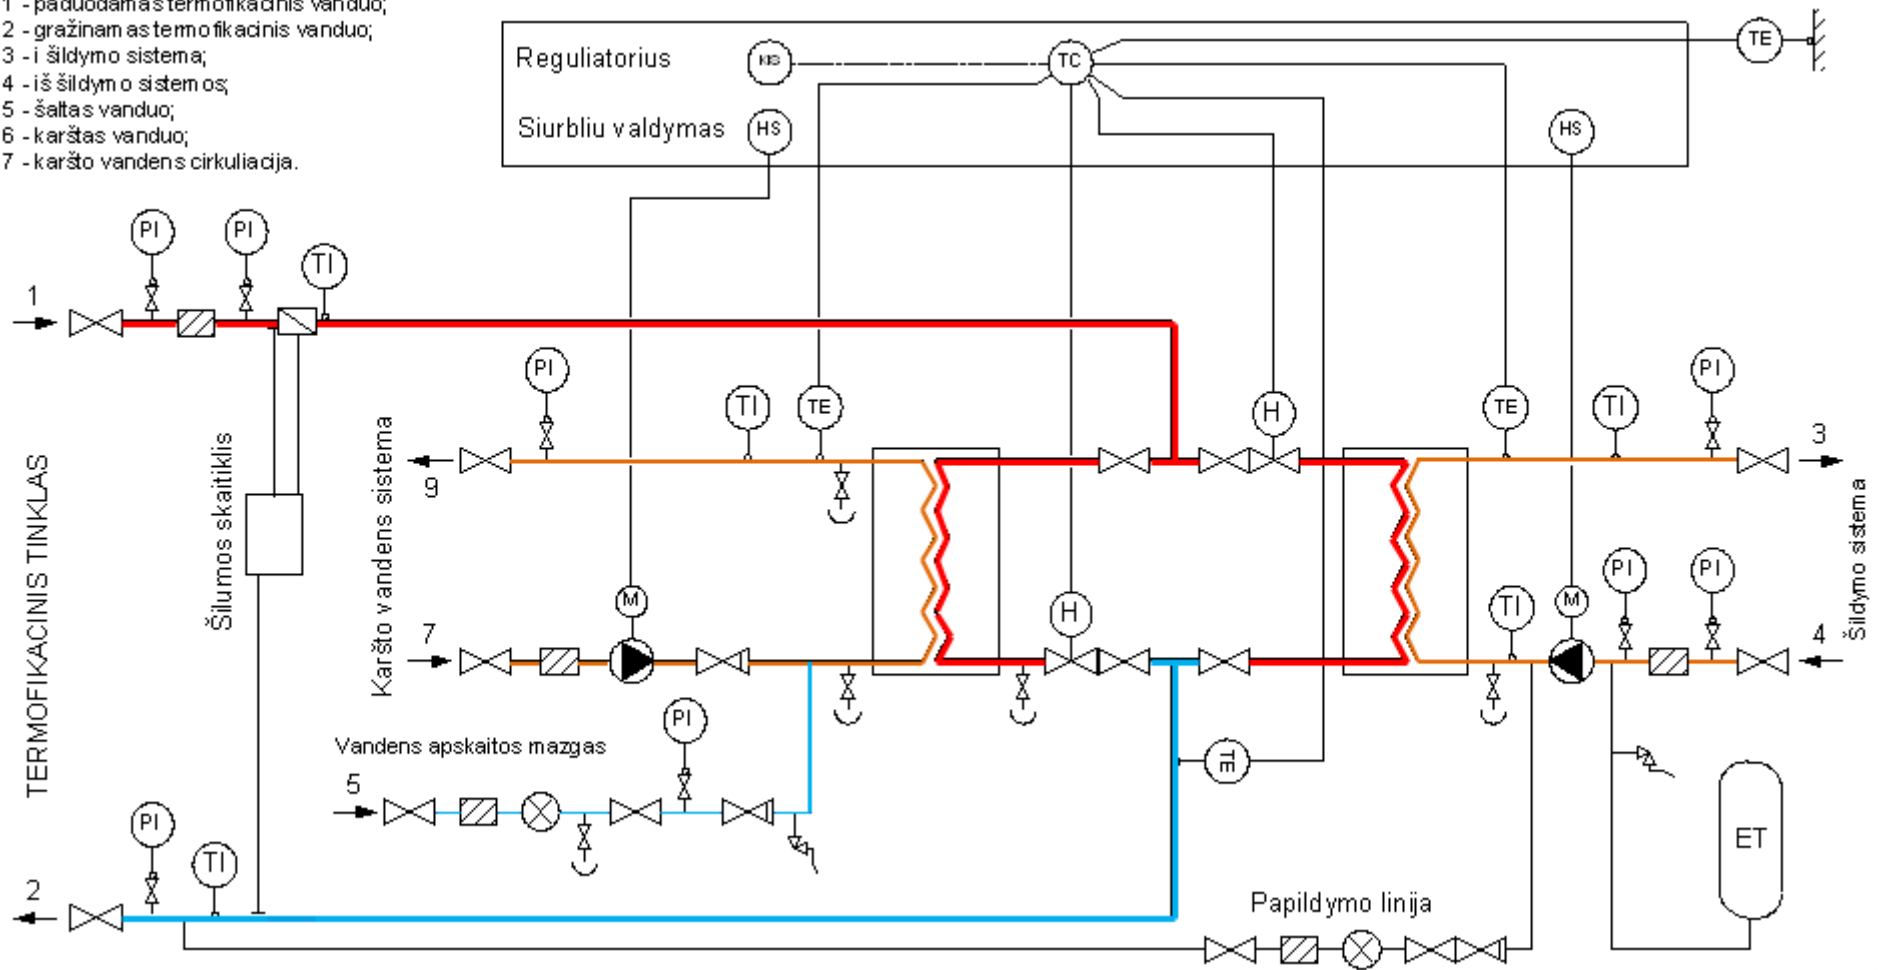 1 - paduodamas termofikacinis vanduo;
2 - gražinamas termofikacinis vanduo;
3 - i šildymo sistema;
4 - iš šildymo sistemos;
5 - šaltas vanduo;
6 - karštas vanduo;
7 - karšto vandens cirkuliacija.
Reguliatorius
TC
TE
Siurbliu valdymas
HS
HS
PI
PI
TI
1
PI
TI
TE
H
TE
TI
PI
3
9
TERMOFIKACINIS TINKLAS
Šilumos skaitiklis
Karšto vandens sistema
Šildymo sistema
M
H
TI
M
PI
PI
7
4
PI
Vandens apskaitos mazgas
5
TE
PI
TI
ET
2
Papildymo linija